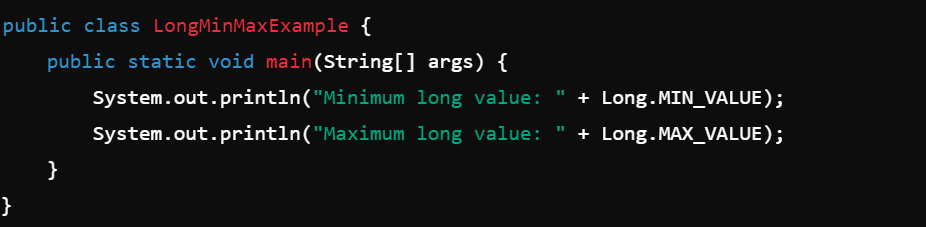 public class LongMinMaxExample {
    public static void main(String[] args) {
        System.out.println("Minimum long value: " + Long.MIN_VALUE);
        System.out.println("Maximum long value: " + Long.MAX_VALUE);
    }
}